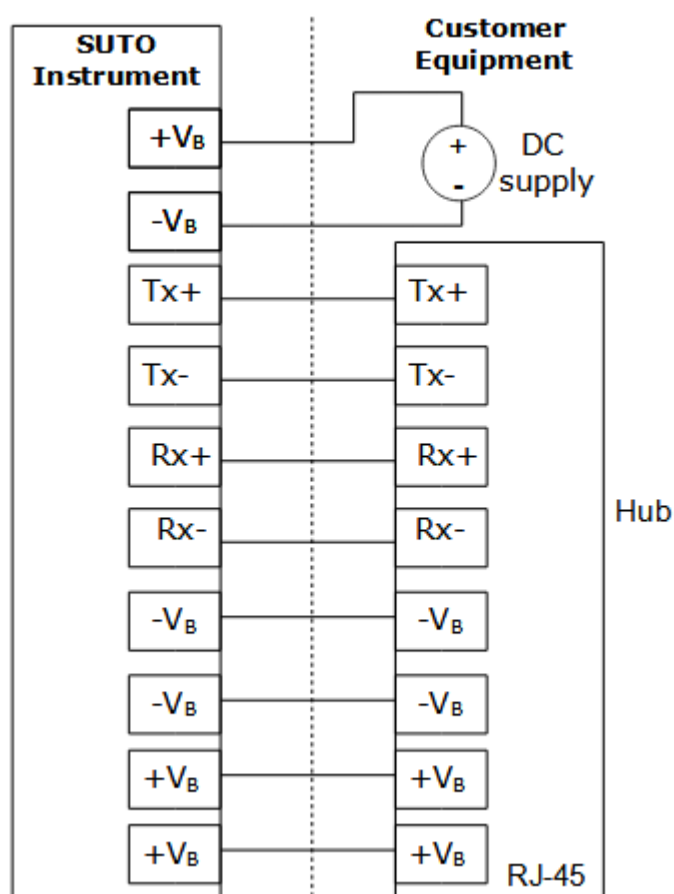 SUTO
Instrument
Customer
Equipment
+VB
+
-
DC
supply
-VB
Tx+
Tx+
Tx-
Tx-
Rx+
Rx+
Rx-
Rx-
Hub
-VB
-VB
-VB
-VB
+VB
+VB
+VB
+VB
RJ-45